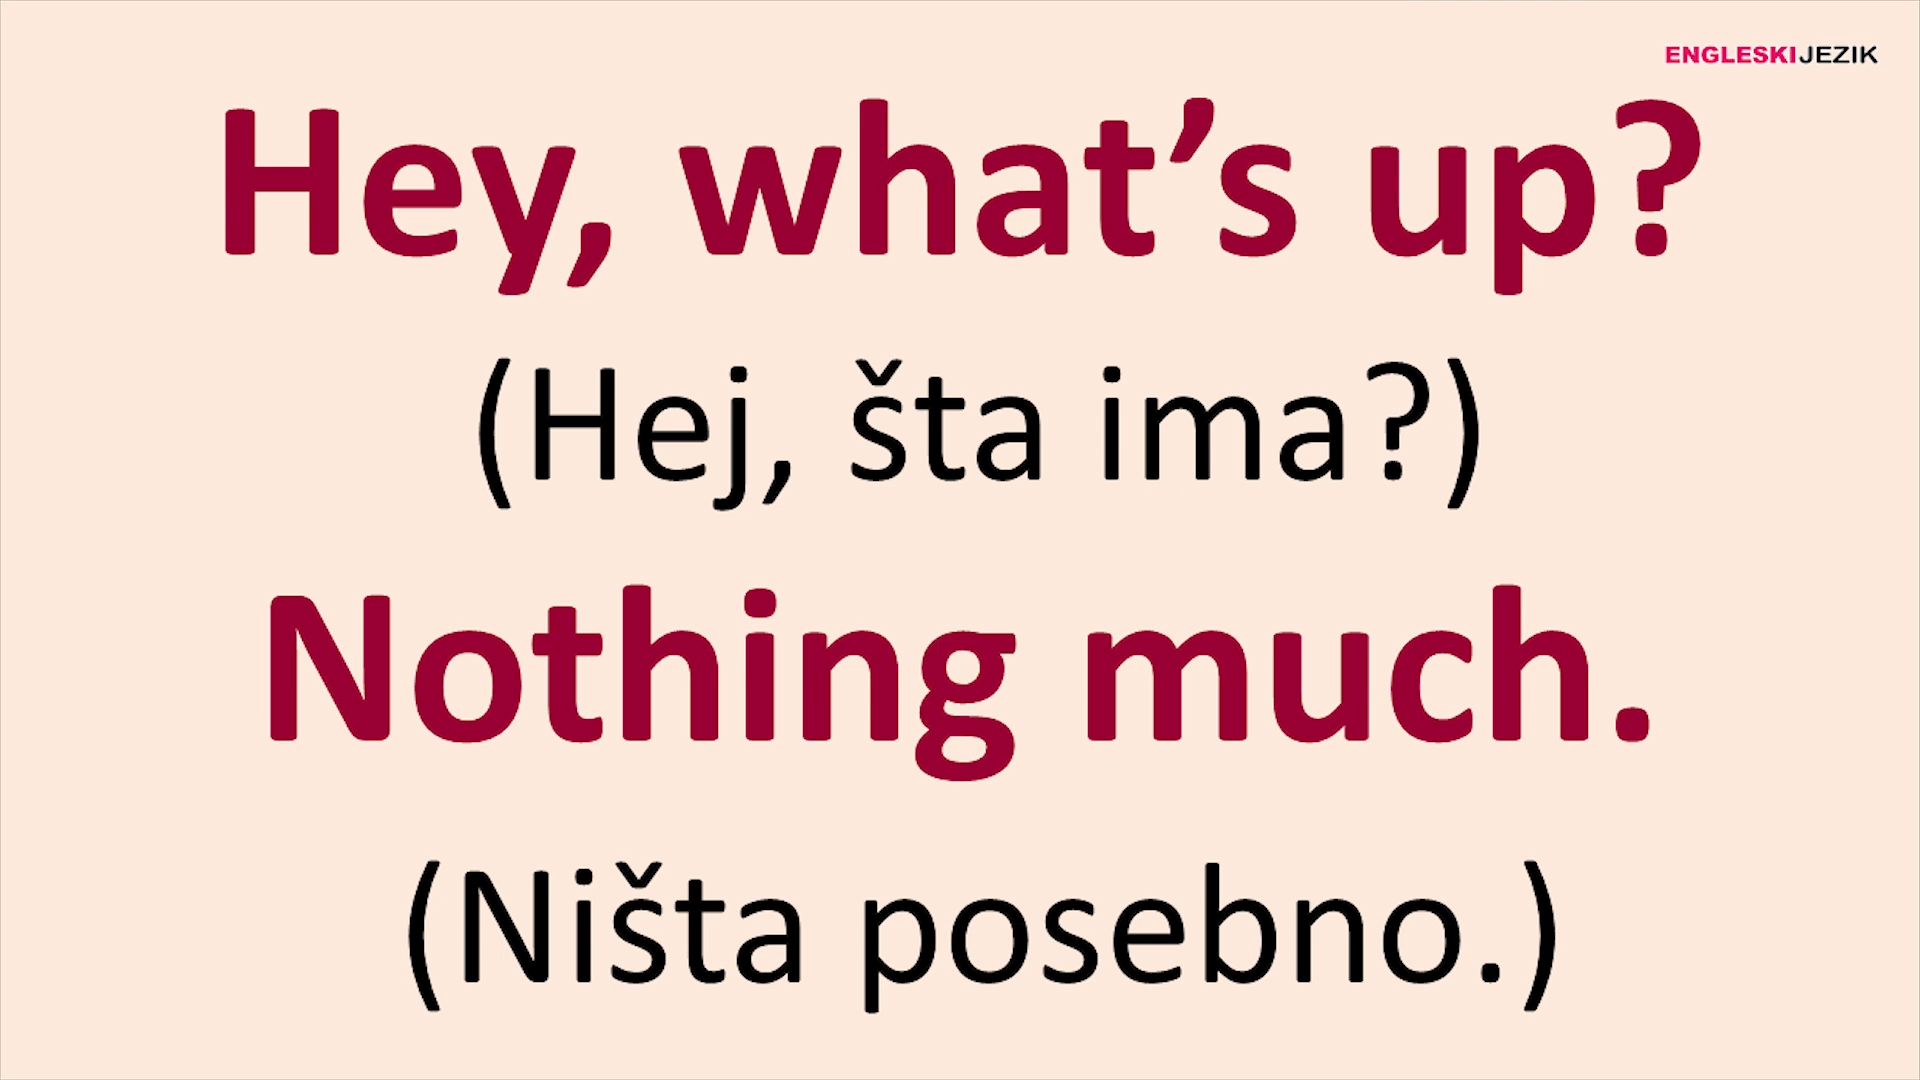 ENGLESKIJEZIK
Hey, what’s up?
(Hej, šta ima?)
Nothing much.
(Ništa posebno.)